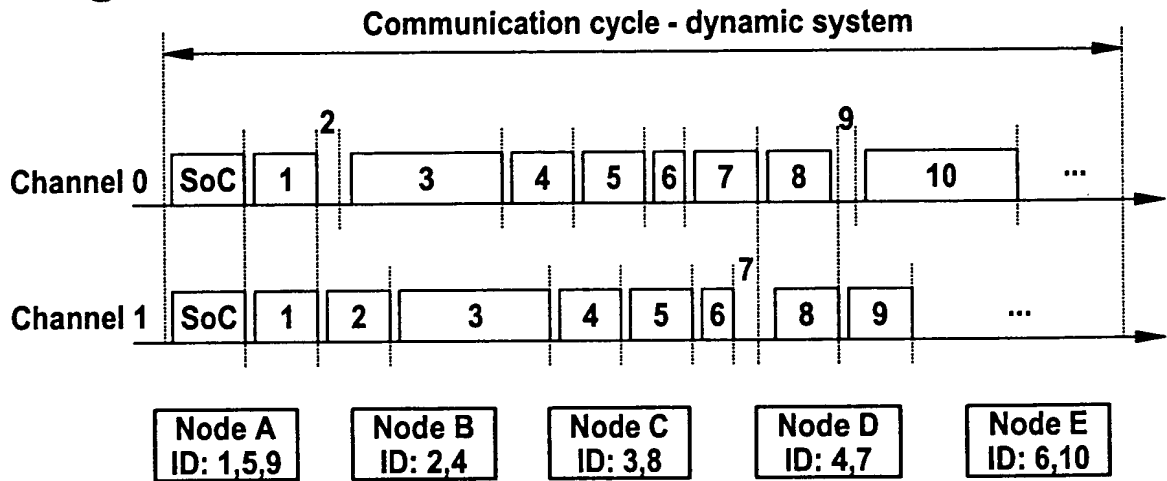 Communication cycle - dynamic system
2 9
Channel 0 SoC 1 3 4 5 6 7 8 10 ...
7
Channel 1 SoC 1 2 3 4 5 6 8 9 ...
Node A Node B Node C Node D Node E
ID: 1,5,9 ID: 2,4 ID: 3,8 ID: 4,7 ID: 6,10